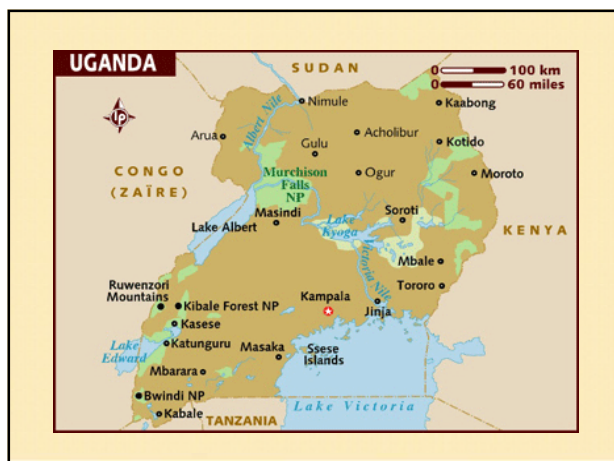 UGANDA
SUDAN
0 100 km
0 60 miles
Nimule
Kaabong
Albert Nile
Arua
Acholibur
Gulu
Kotido
CONGO
(ZAÏRE)
Murchison
Falls
NP
Ogur
Moroto
Masindi
Lake
Kyoga
Soroti
Lake Albert
KENYA
Victoria Nile
Mbale
Ruwenzori
Mountains
Kibale Forest NP
Kampala
Tororo
Jinja
Kasese
Lake
Edward
Katunguru
Masaka
Ssese
Islands
Mbarara
Bwindi NP
Kabale
TANZANIA
Lake Victoria
lp